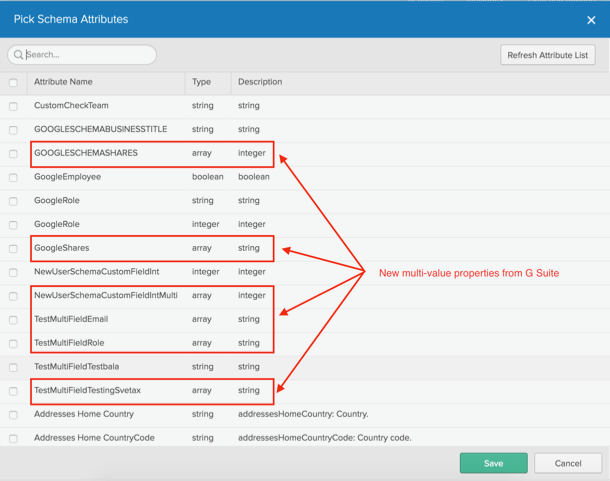 Pick Schema Attributes
Search...
Refresh Attribute List
Attribute Name Type Description
CustomCheckTeam string string
GOOGLESCHEMABUSINESSTITLE string string
GOOGLESCHEMASHARES array integer
GoogleEmployee boolean boolean
GoogleRole string string
GoogleRole integer integer
GoogleShares array string
New multi-value properties from G Suite
NewUserSchemaCustomFieldInt integer integer
NewUserSchemaCustomFieldIntMulti array integer
TestMultiFieldEmail array string
TestMultiFieldRole array string
TestMultiFieldTestbala string string
TestMultiFieldTestingSvetax array string
Addresses Home Country string addressesHomeCountry: Country.
Addresses Home CountryCode string addressesHomeCountryCode: Country code.
Save Cancel